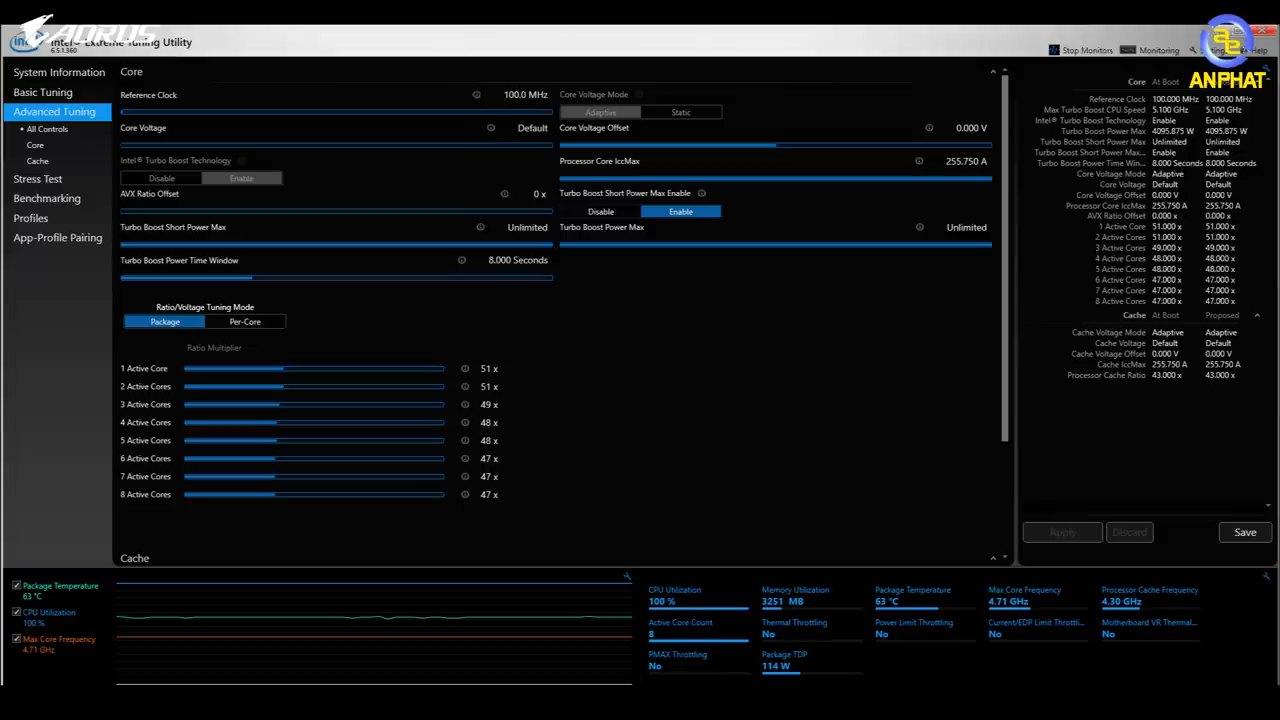 AORUS
Intel® Extreme Tuning Utility
6.5.1.360
Stop Monitors
Monitoring
ANPHAT
System Information
Basic Tuning
Advanced Tuning
• All Controls
Core
Cache
Stress Test
Benchmarking
Profiles
App-Profile Pairing
Core
Reference Clock 100.0 MHz
Core Voltage Default
Intel® Turbo Boost Technology
Disable Enable
AVX Ratio Offset 0 x
Turbo Boost Short Power Max Unlimited
Turbo Boost Power Time Window 8.000 Seconds
Core Voltage Mode
Adaptive Static
Core Voltage Offset 0.000 V
Processor Core IccMax 255.750 A
Turbo Boost Short Power Max Enable
Disable Enable
Turbo Boost Power Max Unlimited
Ratio/Voltage Tuning Mode
Package Per-Core
Ratio Multiplier
1 Active Core 51 x
2 Active Cores 51 x
3 Active Cores 49 x
4 Active Cores 48 x
5 Active Cores 48 x
6 Active Cores 47 x
7 Active Cores 47 x
8 Active Cores 47 x
Cache
Core At Boot
Reference Clock 100.000 MHz 100.000 MHz
Max Turbo Boost CPU Speed 5.100 GHz 5.100 GHz
Intel® Turbo Boost Technology Enable Enable
Turbo Boost Power Max 4095.875 W 4095.875 W
Turbo Boost Short Power Max Unlimited Unlimited
Turbo Boost Short Power Max... Enable Enable
Turbo Boost Power Time Win... 8.000 Seconds 8.000 Seconds
Core Voltage Mode Adaptive Adaptive
Core Voltage Default Default
Core Voltage Offset 0.000 V 0.000 V
Processor Core IccMax 255.750 A 255.750 A
AVX Ratio Offset 0.000 x 0.000 x
1 Active Core 51.000 x 51.000 x
2 Active Cores 51.000 x 51.000 x
3 Active Cores 49.000 x 49.000 x
4 Active Cores 48.000 x 48.000 x
5 Active Cores 48.000 x 48.000 x
6 Active Cores 47.000 x 47.000 x
7 Active Cores 47.000 x 47.000 x
8 Active Cores 47.000 x 47.000 x
Cache At Boot Proposed
Cache Voltage Mode Adaptive Adaptive
Cache Voltage Default Default
Cache Voltage Offset 0.000 V 0.000 V
Cache IccMax 255.750 A 255.750 A
Processor Cache Ratio 43.000 x 43.000 x
Apply Discard Save
Package Temperature
63 °C
CPU Utilization
100 %
Max Core Frequency
4.71 GHz
CPU Utilization Memory Utilization Package Temperature Max Core Frequency Processor Cache Frequency
100 % 3251 MB 63 °C 4.71 GHz 4.30 GHz
Active Core Count Thermal Throttling Power Limit Throttling Current/EDP Limit Throttli... Motherboard VR Thermal...
8 No No No No
PMAX Throttling Package TDP
No 114 W